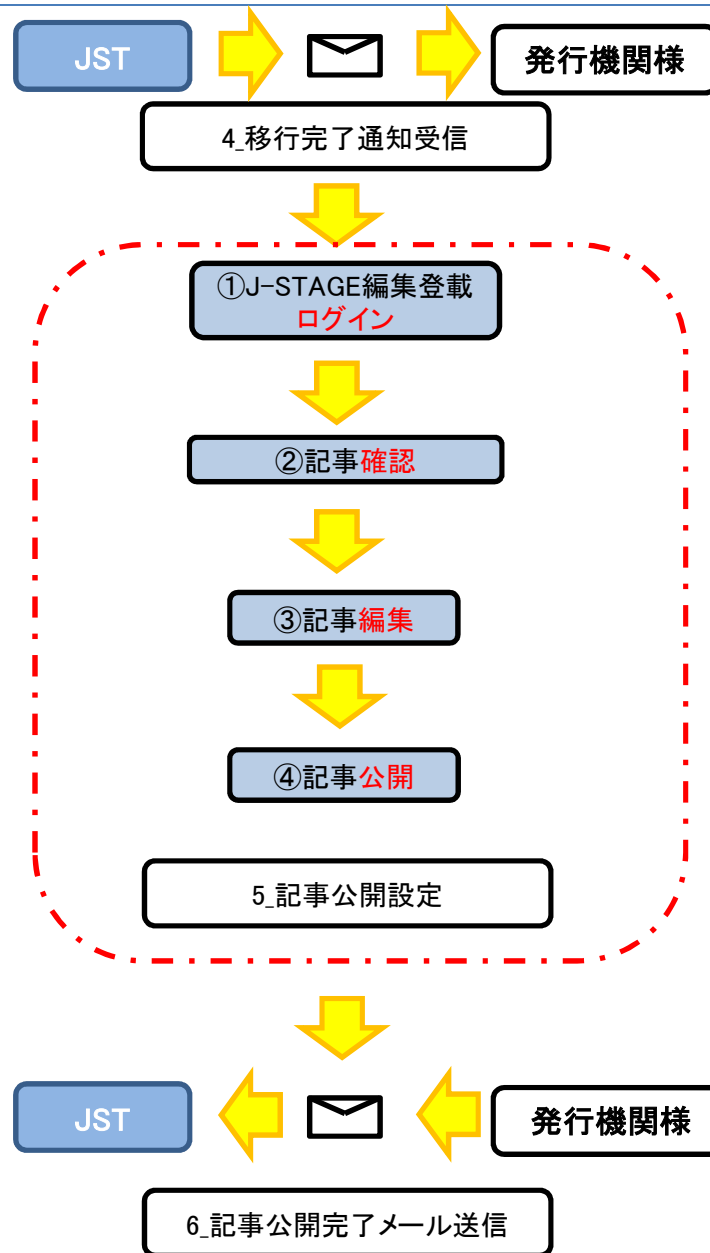 JST
発行機関様
4_移行完了通知受信
①J-STAGE編集登載
ログイン
②記事確認
③記事編集
④記事公開
5_記事公開設定
JST
発行機関様
6_記事公開完了メール送信